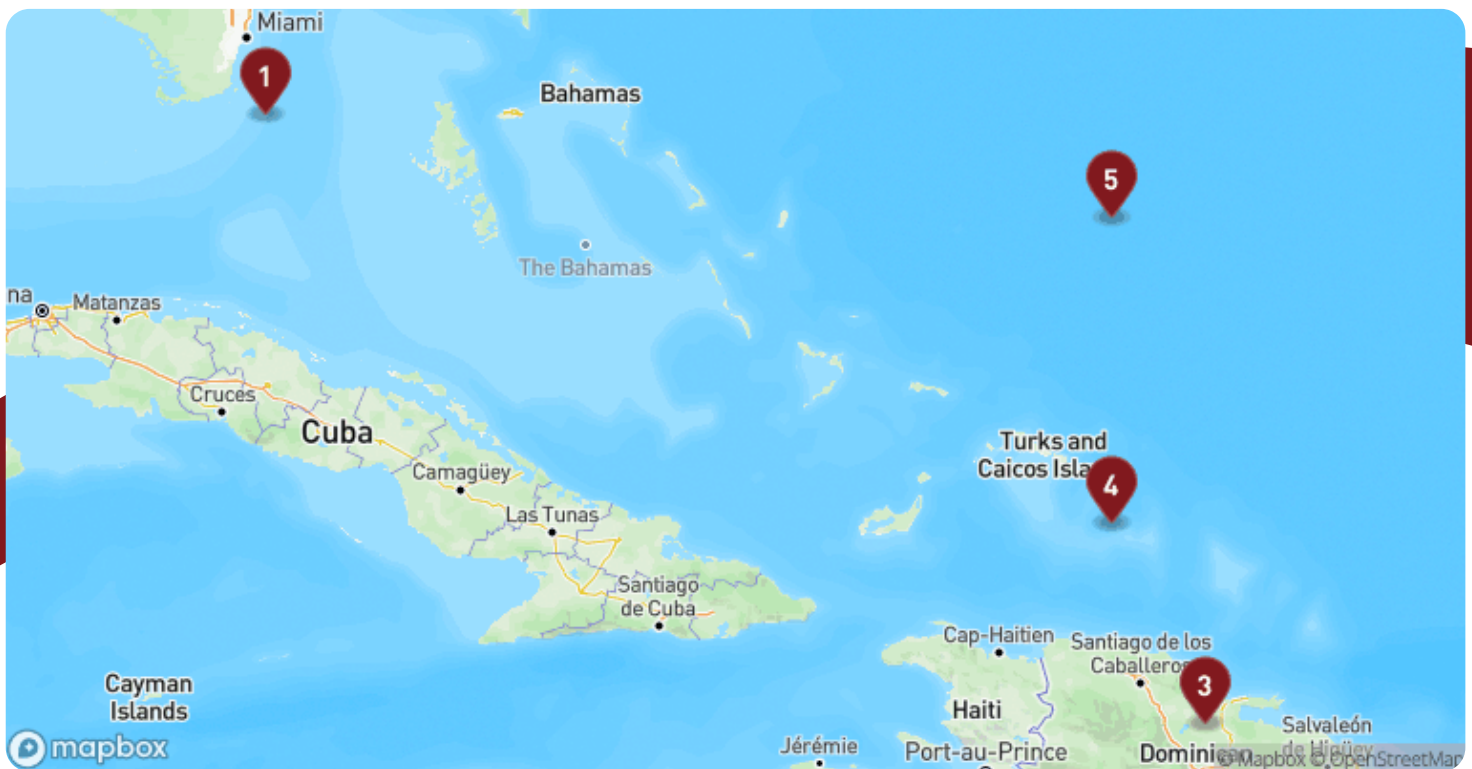 Miami
1
Bahamas
5
The Bahamas
na
Matanzas
Cruces
Cuba
Turks and
Caicos Isla
4
Camagüey
Las Tunas
Santiago
de Cuba
Cap-Haitien
Santiago de los
Caballeros
3
Cayman
Islands
Haiti
Salvaleón
de Higüey
Jérémie
Port-au-Prince
Dominican
mapbox
© Mapbox © OpenStreetMap